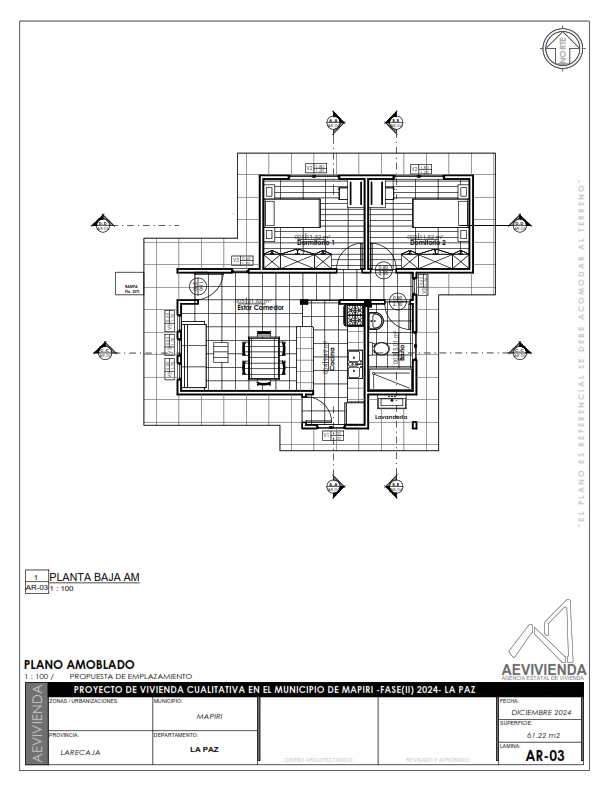 NORTE
"EL PLANO ES REFERENCIAL SE DEBE ACOMODAR AL TERRENO"
Dormitorio 1
Dormitorio 2
RAMPA
Estar Comedor
Cocina
Baño
Lavandería
1
AR-03
PLANTA BAJA AM
1 : 100
PLANO AMOBLADO
1 : 100 / PROPUESTA DE EMPLAZAMIENTO
AEVIVIENDA
AGENCIA ESTATAL DE VIVIENDA
AEVIVIENDA
PROYECTO DE VIVIENDA CUALITATIVA EN EL MUNICIPIO DE MAPIRI -FASE(II) 2024- LA PAZ
ZONAS / URBANIZACIONES:
MUNICIPIO:
MAPIRI
PROVINCIA:
LARECAJA
DEPARTAMENTO:
LA PAZ
DISEÑO ARQUITECTONICO:
REVISADO Y APROBADO:
FECHA:
DICIEMBRE 2024
SUPERFICIE:
61.22 m2
LAMINA:
AR-03